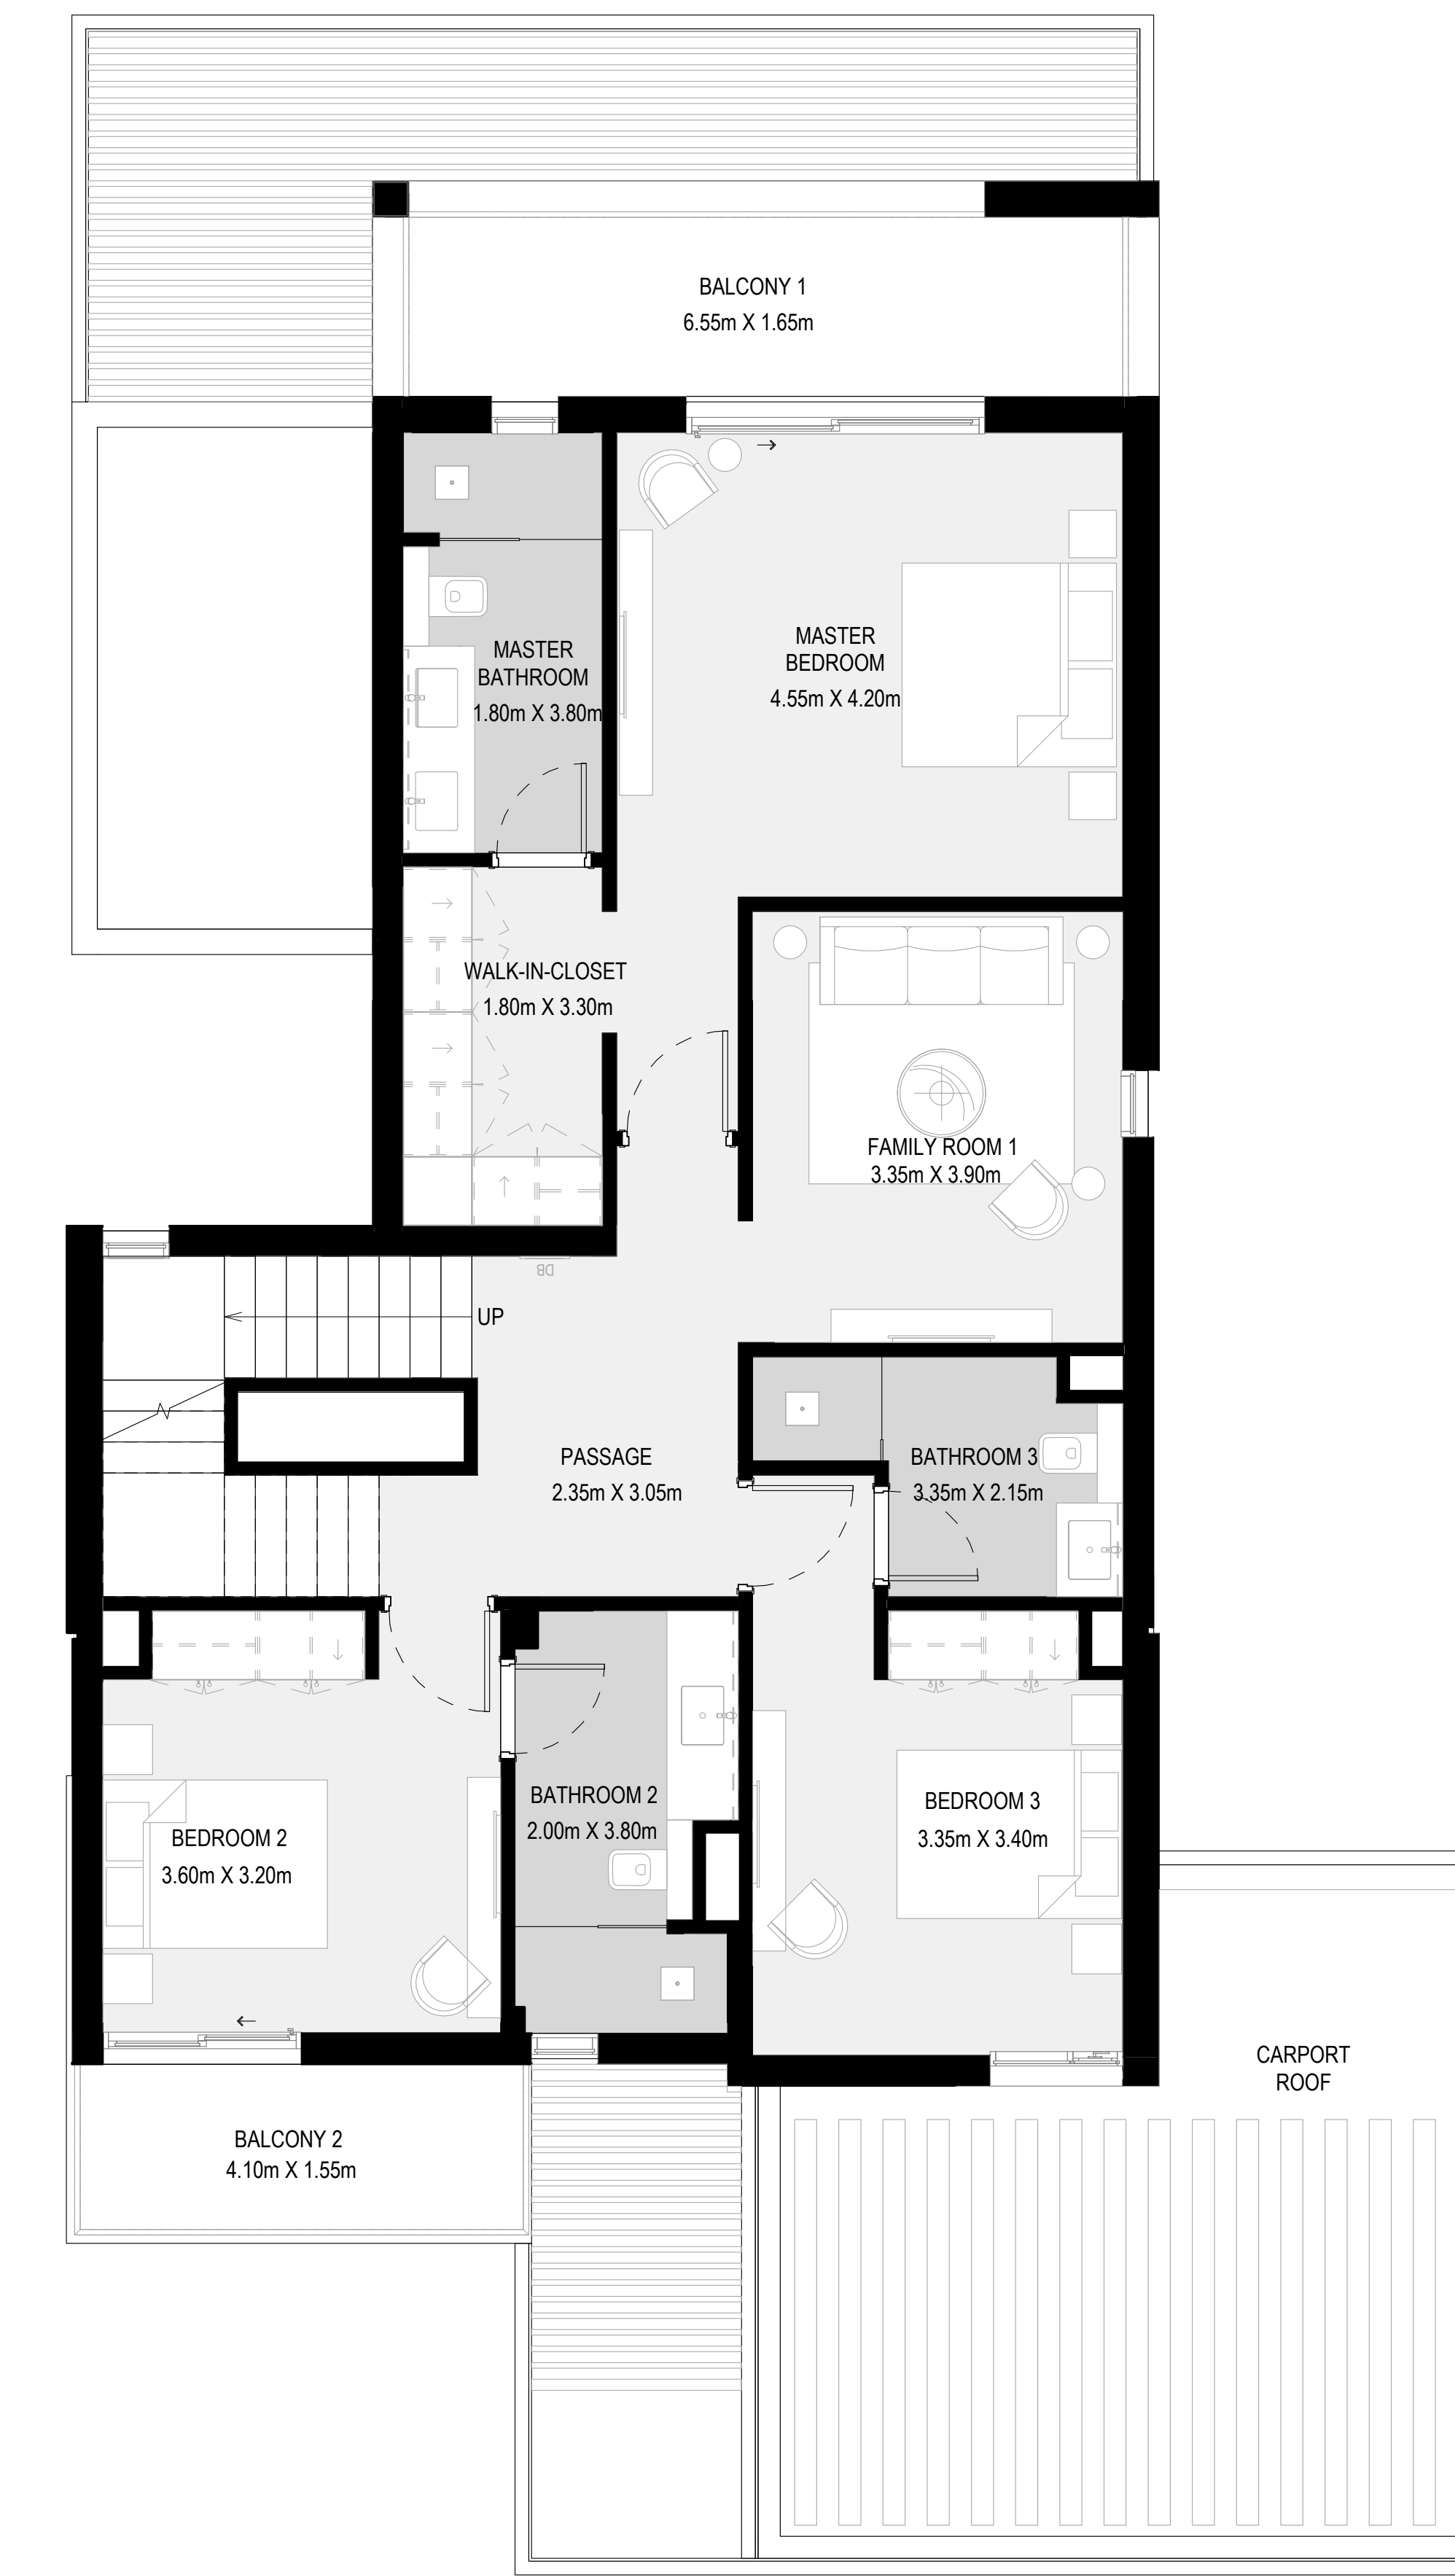 BALCONY 1
6.55m X 1.65m
MASTER
BATHROOM
1.80m X 3.80m
MASTER
BEDROOM
4.55m X 4.20m
WALK-IN-CLOSET
1.80m X 3.30m
FAMILY ROOM 1
3.35m X 3.90m
DB
UP
PASSAGE
2.35m X 3.05m
BATHROOM 3
3.35m X 2.15m
BEDROOM 2
3.60m X 3.20m
BATHROOM 2
2.00m X 3.80m
BEDROOM 3
3.35m X 3.40m
CARPORT
ROOF
BALCONY 2
4.10m X 1.55m